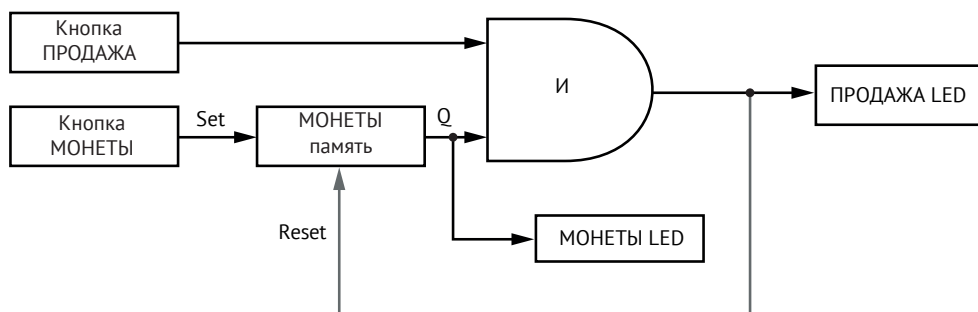 Кнопка
ПРОДАЖА
И
ПРОДАЖА LED
Кнопка
МОНЕТЫ
Set
МОНЕТЫ
память
Q
Reset
МОНЕТЫ LED